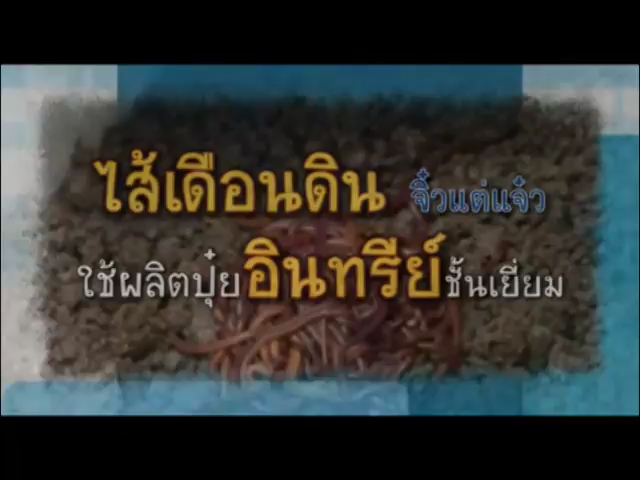 ไส้เดือนดิน จิ๋วแต่แจ๋ว
ใช้ผลิตปุ๋ยอินทรีย์ชั้นเยี่ยม